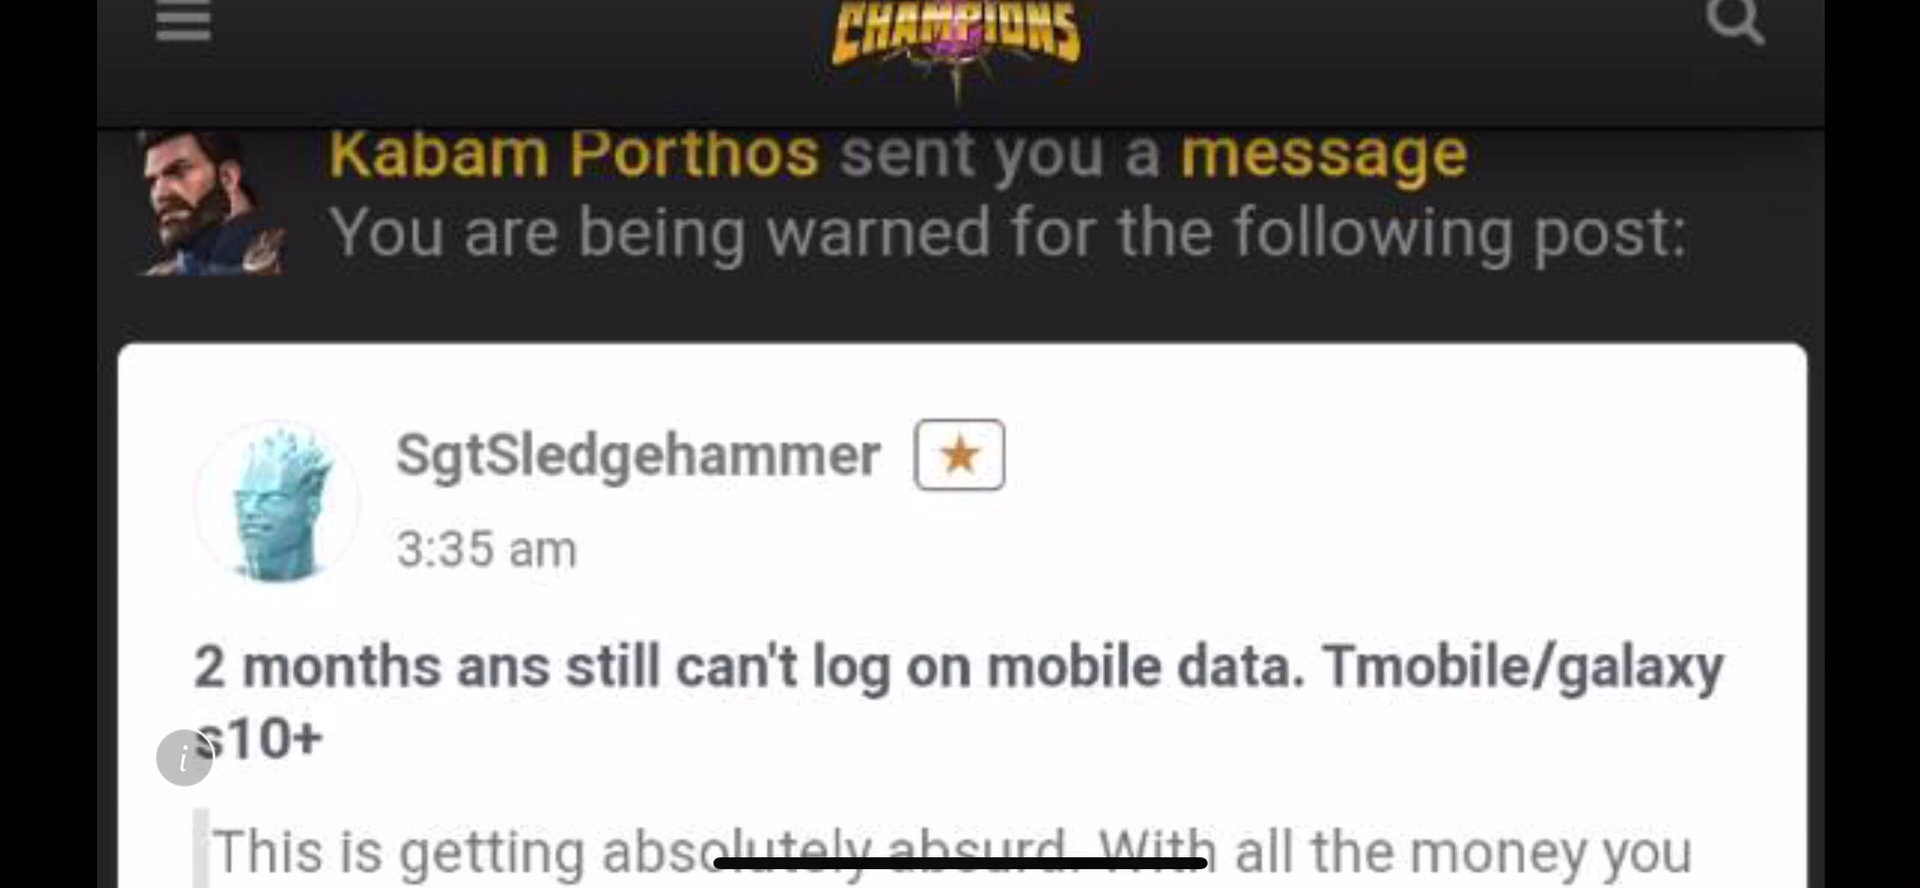 CHAMPIONS
Kabam Porthos sent you a message
You are being warned for the following post:
SgtSledgehammer
3:35 am
2 months ans still can't log on mobile data. Tmobile/galaxy
s10+
i
This is getting absolutely absurd. With all the money you